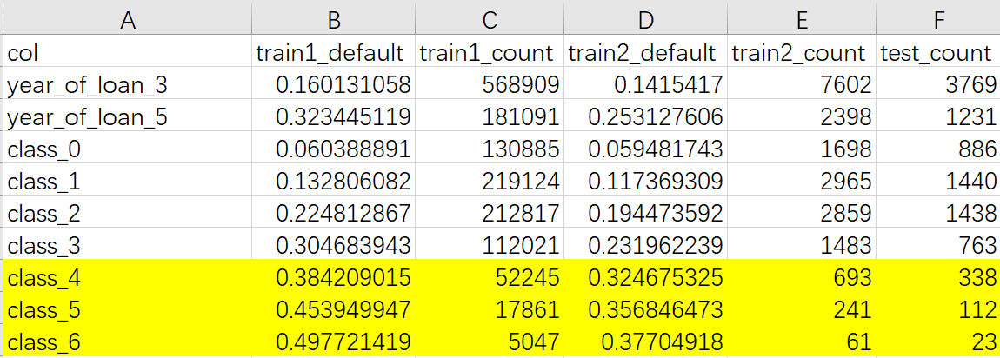 A B C D E F
col train1_default train1_count train2_default train2_count test_count
year_of_loan_3 0.160131058 568909 0.1415417 7602 3769
year_of_loan_5 0.323445119 181091 0.253127606 2398 1231
class_0 0.060388891 130885 0.059481743 1698 886
class_1 0.132806082 219124 0.117369309 2965 1440
class_2 0.224812867 212817 0.194473592 2859 1438
class_3 0.304683943 112021 0.231962239 1483 763
class_4 0.384209015 52245 0.324675325 693 338
class_5 0.453949947 17861 0.356846473 241 112
class_6 0.497721419 5047 0.37704918 61 23